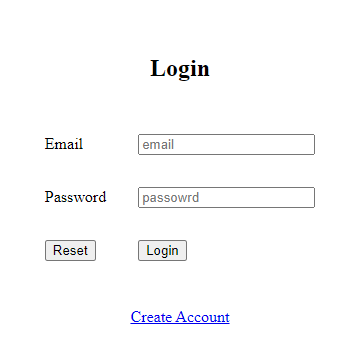 Login
Email email
Password passowrd
Reset Login
Create Account